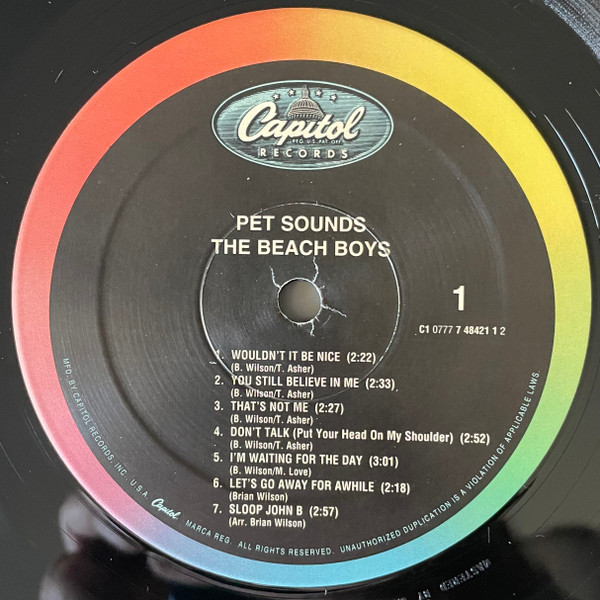 Capitol
REG. U.S. PAT. OFF.
RECORDS
PET SOUNDS
THE BEACH BOYS
1
C1 0777 7 48421 1 2
1. WOULDN'T IT BE NICE (2:22)
(B. Wilson/T. Asher)
2. YOU STILL BELIEVE IN ME (2:33)
(B. Wilson/T. Asher)
3. THAT'S NOT ME (2:27)
(B. Wilson/T. Asher)
4. DON'T TALK (Put Your Head On My Shoulder) (2:52)
(B. Wilson/T. Asher)
5. I'M WAITING FOR THE DAY (3:01)
(B. Wilson/M. Love)
6. LET'S GO AWAY FOR AWHILE (2:18)
(Brian Wilson)
7. SLOOP JOHN B (2:57)
(Arr. Brian Wilson)
MFD. BY CAPITOL RECORDS, INC. U.S.A. Capitol MARCA REG. ALL RIGHTS RESERVED. UNAUTHORIZED DUPLICATION IS A VIOLATION OF APPLICABLE LAWS.
MASTERED BY